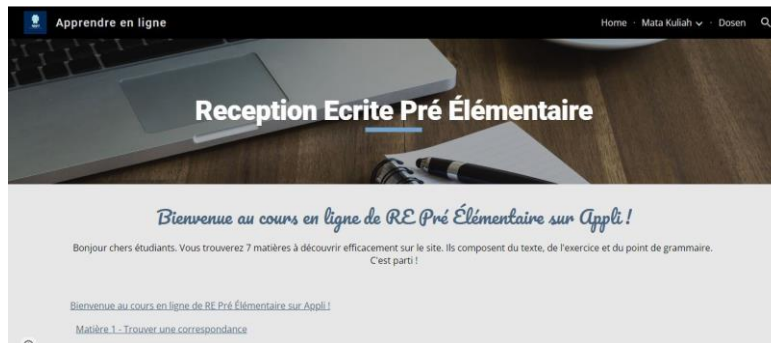 Apprendre en ligne
Home · Mata Kuliah · Dosen
Reception Ecrite Pré Élémentaire
Bienvenue au cours en ligne de RE Pré Élémentaire sur Appli !
Bonjour chers étudiants. Vous trouverez 7 matières à découvrir efficacement sur le site. Ils composent du texte, de l'exercice et du point de grammaire.
C'est parti !
Bienvenue au cours en ligne de RE Pré Élémentaire sur Appli !
Matière 1 - Trouver une correspondance